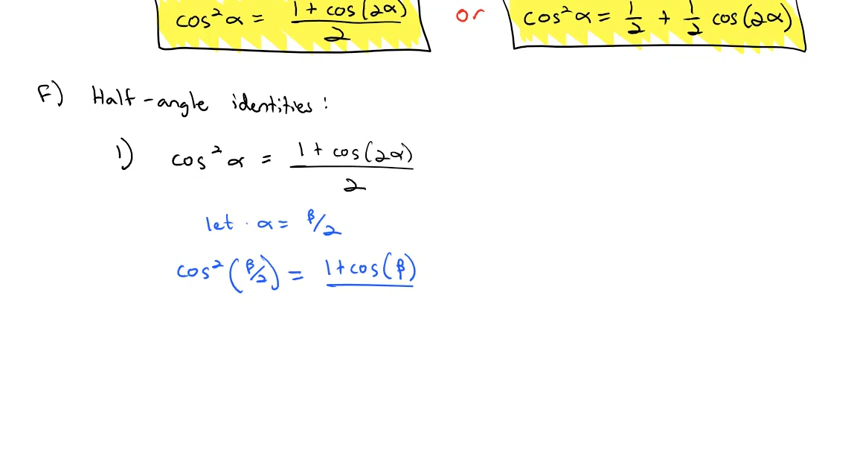 cos²α = (1 + cos(2α))/2 or cos²α = 1/2 + 1/2 cos(2α)
F) Half-angle identities:
1) cos²α = (1 + cos(2α))/2
let α = β/2
cos²(β/2) = 1+cos(β)